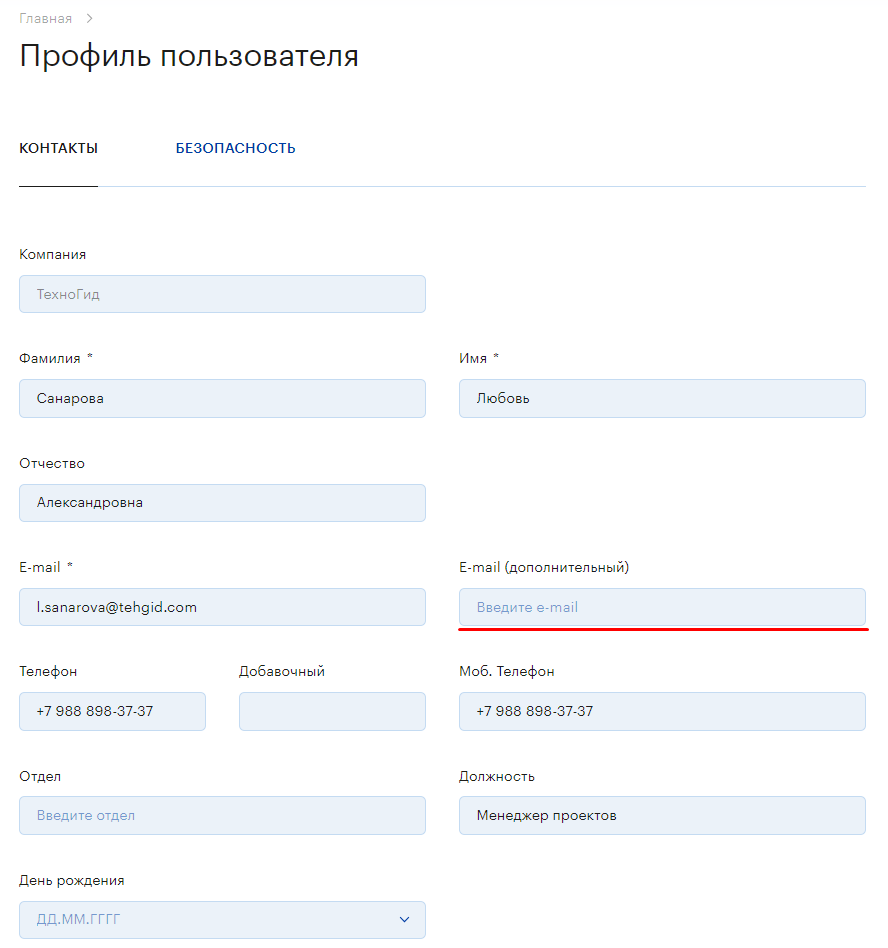 Главная
Профиль пользователя
КОНТАКТЫ БЕЗОПАСНОСТЬ
Компания
ТехноГид
Фамилия * Имя *
Санарова Любовь
Отчество
Александровна
E-mail * E-mail (дополнительный)
l.sanarova@tehgid.com Введите e-mail
Телефон Добавочный Моб. Телефон
+7 988 898-37-37 +7 988 898-37-37
Отдел Должность
Введите отдел Менеджер проектов
День рождения
ДД.ММ.ГГГГ